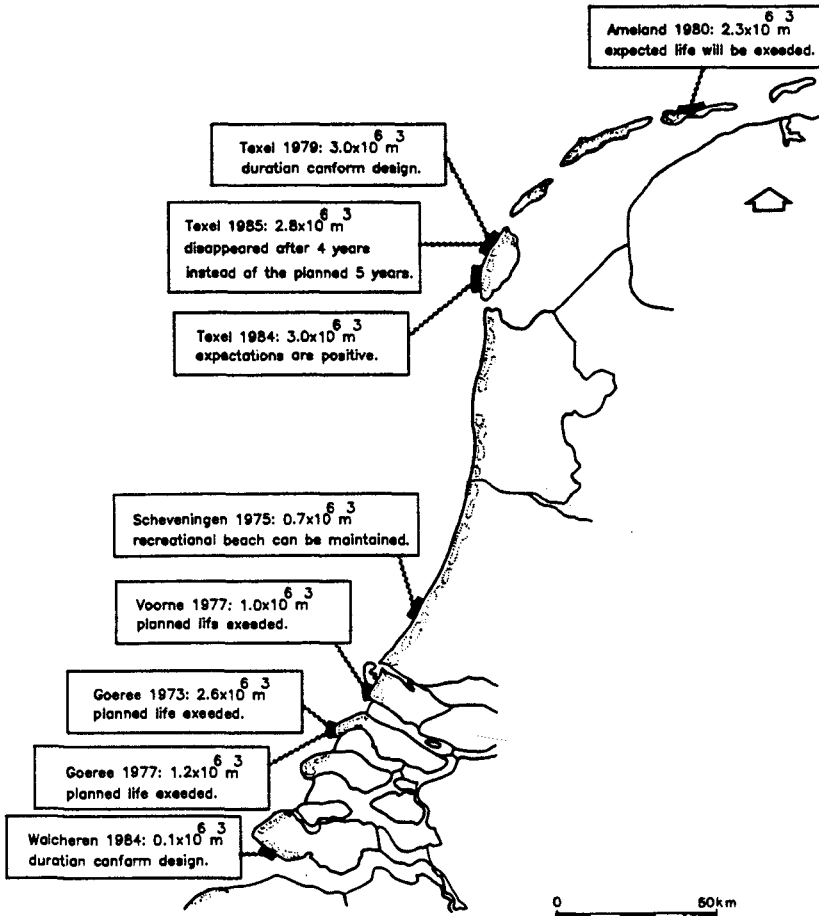 Ameland 1980: 2.3x10⁶ m³
expected life will be exeeded.
Texel 1979: 3.0x10⁶ m³
duration canform design.
Texel 1985: 2.8x10⁶ m³
disappeared after 4 years
instead of the planned 5 years.
Texel 1984: 3.0x10⁶ m³
expectations are positive.
Scheveningen 1975: 0.7x10⁶ m³
recreational beach can be maintained.
Voorne 1977: 1.0x10⁶ m³
planned life exeeded.
Goeree 1973: 2.6x10⁶ m³
planned life exeeded.
Goeree 1977: 1.2x10⁶ m³
planned life exeeded.
Walcheren 1984: 0.1x10⁶ m³
duration canform design.
0 50km